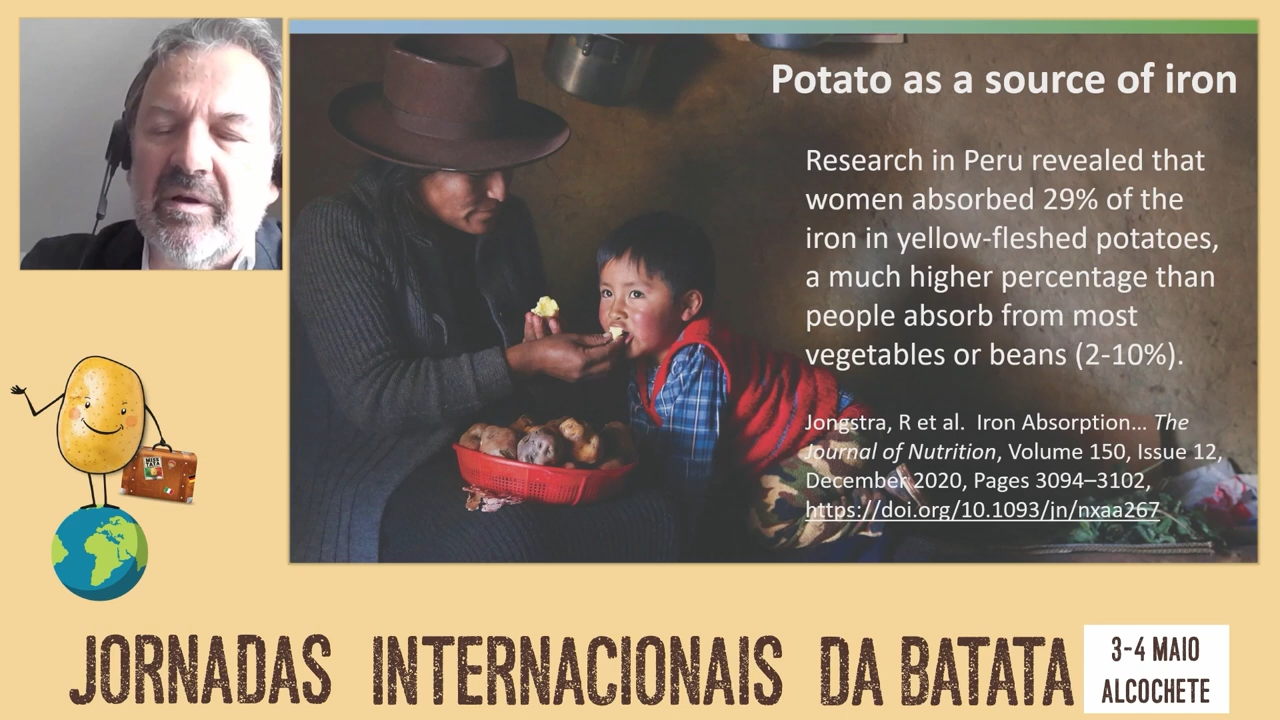 Potato as a source of iron
Research in Peru revealed that
women absorbed 29% of the
iron in yellow-fleshed potatoes,
a much higher percentage than
people absorb from most
vegetables or beans (2-10%).
Jongstra, R et al. Iron Absorption... The
Journal of Nutrition, Volume 150, Issue 12,
December 2020, Pages 3094–3102,
https://doi.org/10.1093/jn/nxaa267
MISS
TATA
JORNADAS INTERNACIONAIS DA BATATA
3-4 MAIO
ALCOCHETE